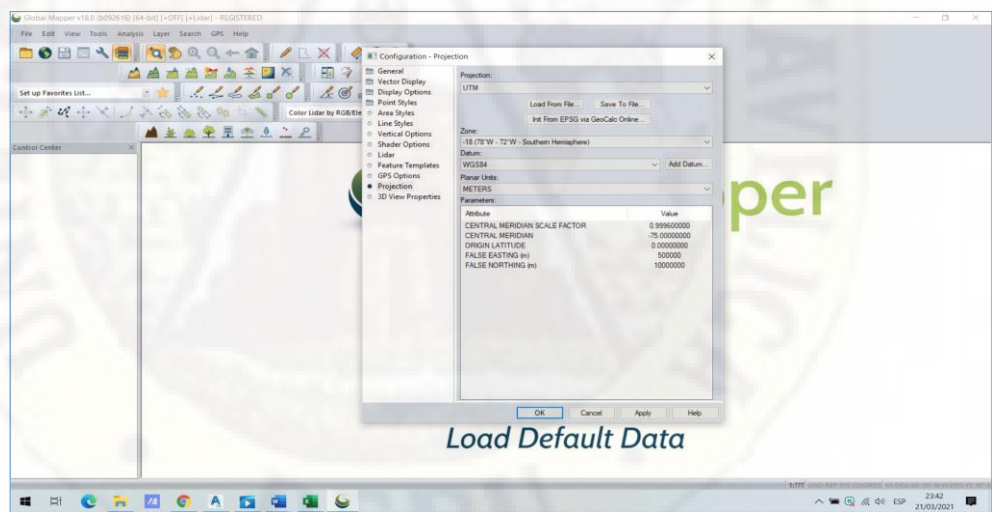 Global Mapper v18.0 (b092616) [64-bit] [+OTF] [+Lidar] - REGISTERED
File Edit View Tools Analysis Layer Search GPS Help
Set up Favorites List...
Color Lidar by RGB/Ele
Control Center
Configuration - Projection
General
Vector Display
Display Options
Point Styles
Area Styles
Line Styles
Vertical Options
Shader Options
Lidar
Feature Templates
GPS Options
Projection
3D View Properties
Projection:
UTM
Load From File... Save To File...
Init From EPSG via GeoCalc Online...
Zone:
-18 (78°W - 72°W - Southern Hemisphere)
Datum:
WGS84 Add Datum...
Planar Units:
METERS
Parameters:
Attribute Value
CENTRAL MERIDIAN SCALE FACTOR 0.999600000
CENTRAL MERIDIAN -75.00000000
ORIGIN LATITUDE 0.00000000
FALSE EASTING (m) 500000
FALSE NORTHING (m) 10000000
OK Cancel Apply Help
per
Load Default Data
ESP
23:42
21/03/2021